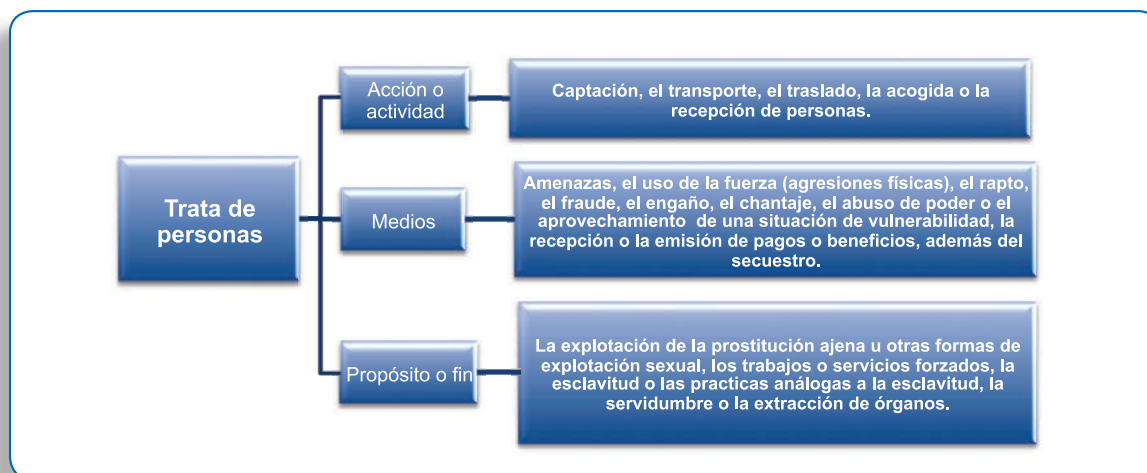 Trata de
personas
Acción o
actividad
Captación, el transporte, el traslado, la acogida o la
recepción de personas.
Medios
Amenazas, el uso de la fuerza (agresiones físicas), el rapto,
el fraude, el engaño, el chantaje, el abuso de poder o el
aprovechamiento de una situación de vulnerabilidad, la
recepción o la emisión de pagos o beneficios, además del
secuestro.
Propósito o fin
La explotación de la prostitución ajena u otras formas de
explotación sexual, los trabajos o servicios forzados, la
esclavitud o las practicas análogas a la esclavitud, la
servidumbre o la extracción de órganos.